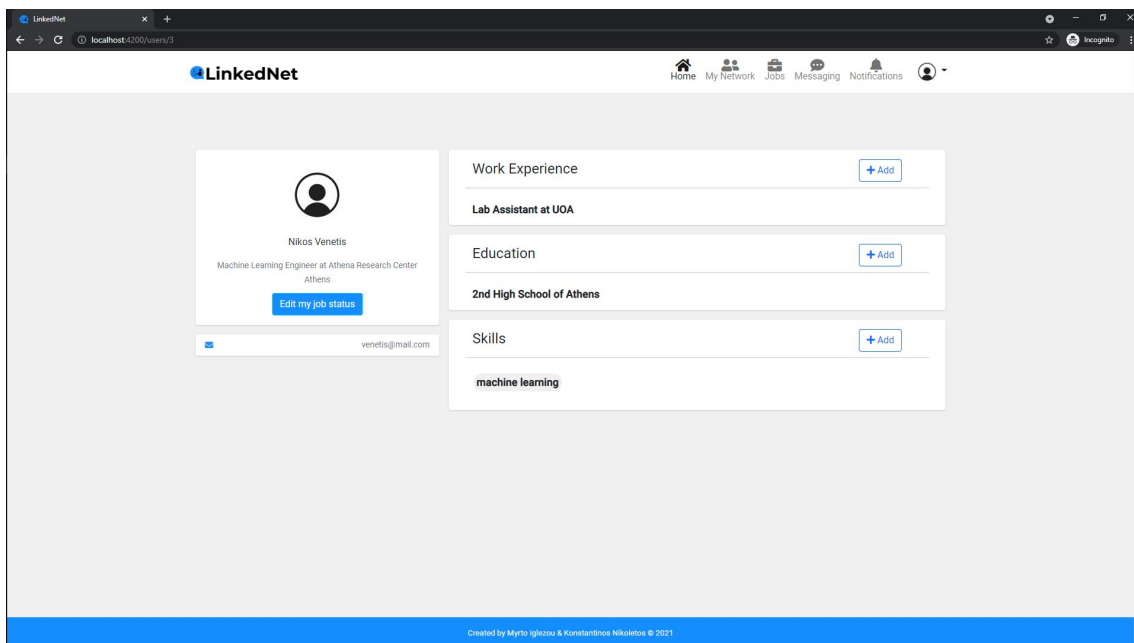 LinkedNet
localhost:4200/users/3
Incognito
LinkedNet
Home My Network Jobs Messaging Notifications
Nikos Venetis
Machine Learning Engineer at Athena Research Center
Athens
Edit my job status
venetis@mail.com
Work Experience
Add
Lab Assistant at UOA
Education
Add
2nd High School of Athens
Skills
Add
machine learning
Created by Myrto Iglezou & Konstantinos Nikoletos © 2021